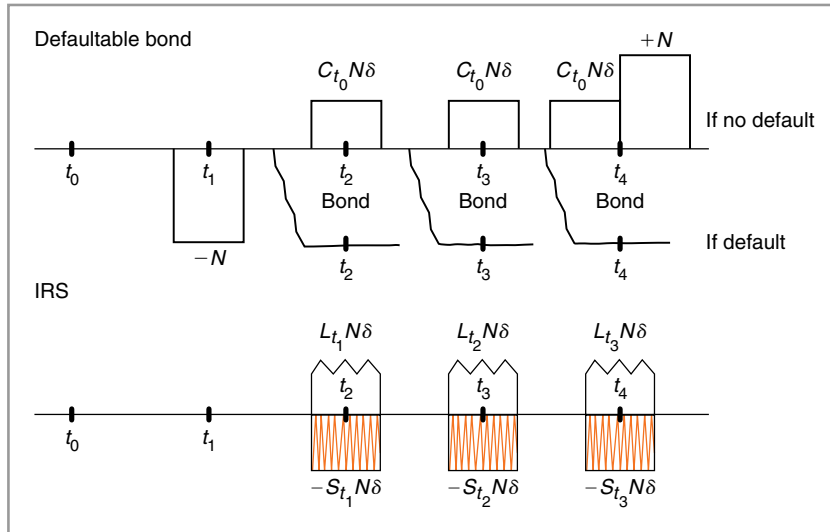 Defaultable bond
+N
C_{t_0}Nδ C_{t_0}Nδ C_{t_0}Nδ
If no default
t_0 t_1 t_2 t_3 t_4
Bond Bond Bond
−N
t_2 t_3 t_4
If default
IRS
L_{t_1}Nδ L_{t_2}Nδ L_{t_3}Nδ
t_2 t_3 t_4
t_0 t_1
−S_{t_1}Nδ −S_{t_2}Nδ −S_{t_3}Nδ